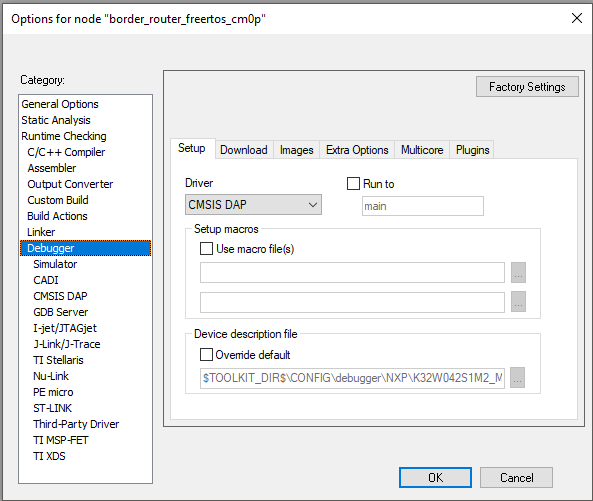 Options for node "border_router_freertos_cm0p"
Category:
General Options
Static Analysis
Runtime Checking
C/C++ Compiler
Assembler
Output Converter
Custom Build
Build Actions
Linker
Debugger
Simulator
CADI
CMSIS DAP
GDB Server
I-jet/JTAGjet
J-Link/J-Trace
TI Stellaris
Nu-Link
PE micro
ST-LINK
Third-Party Driver
TI MSP-FET
TI XDS
Factory Settings
Setup Download Images Extra Options Multicore Plugins
Driver
CMSIS DAP
Run to
main
Setup macros
Use macro file(s)
...
...
Device description file
Override default
$TOOLKIT_DIR$\CONFIG\debugger\NXP\K32W042S1M2_M
...
OK Cancel